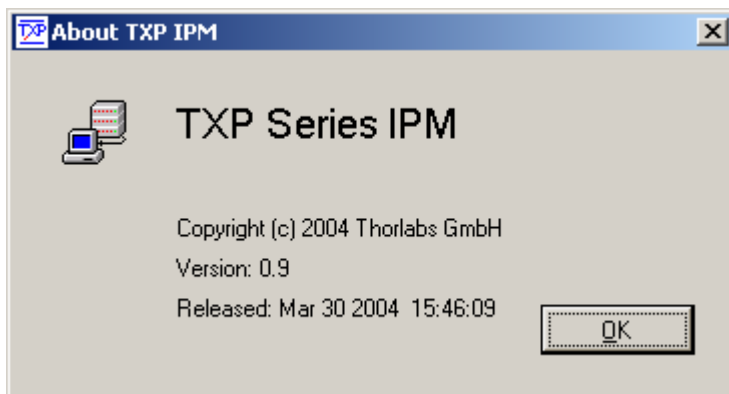 TXP About TXP IPM
TXP Series IPM
Copyright (c) 2004 Thorlabs GmbH
Version: 0.9
Released: Mar 30 2004  15:46:09
OK